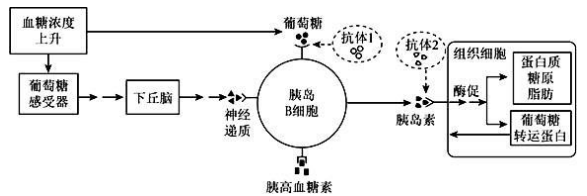 血糖浓度
上升
葡萄糖
感受器
下丘脑
神经
递质
葡萄糖
抗体1
胰岛
B细胞
胰高血糖素
抗体2
胰岛素
组织细胞
酶促
蛋白质
糖原
脂肪
葡萄糖
转运蛋白